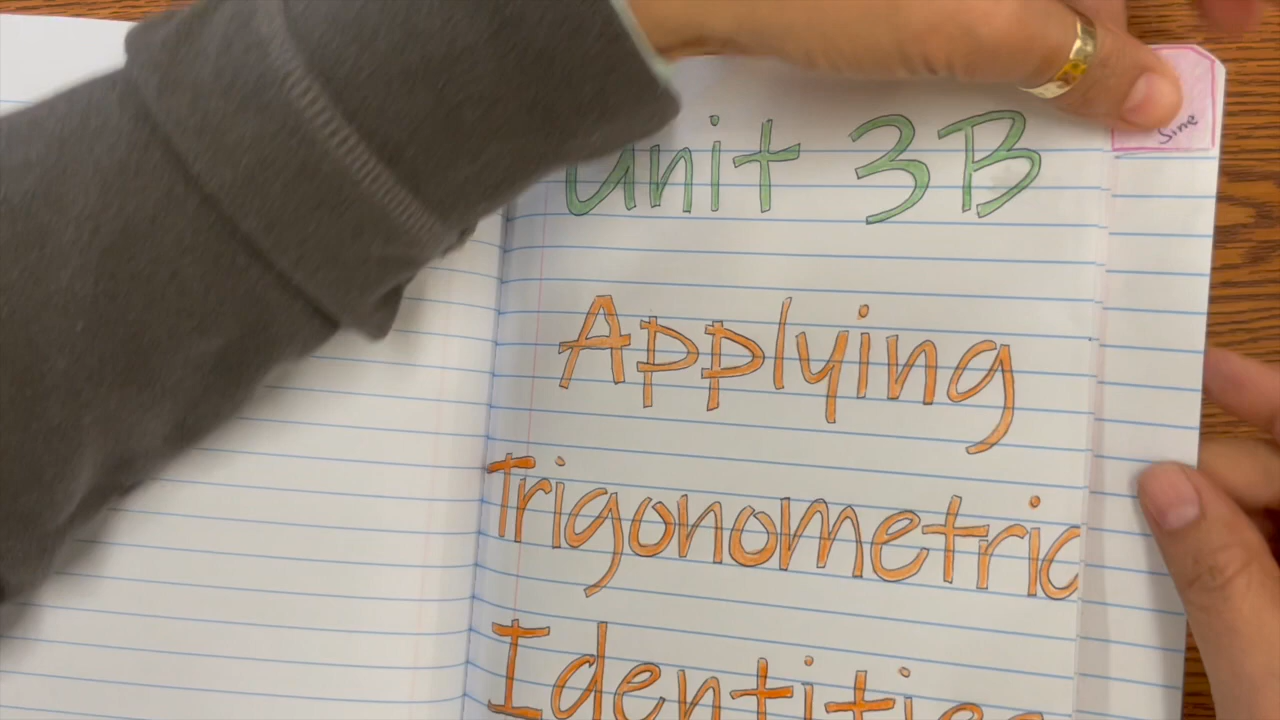 Unit 3B
Sine
Applying
Trigonometric
Identities